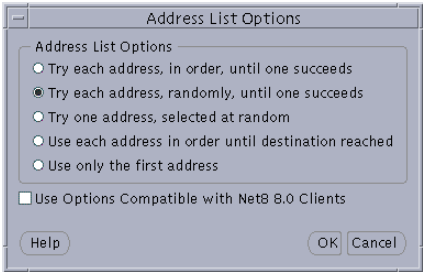 Address List Options
Address List Options
Try each address, in order, until one succeeds
Try each address, randomly, until one succeeds
Try one address, selected at random
Use each address in order until destination reached
Use only the first address
Use Options Compatible with Net8 8.0 Clients
Help OK Cancel